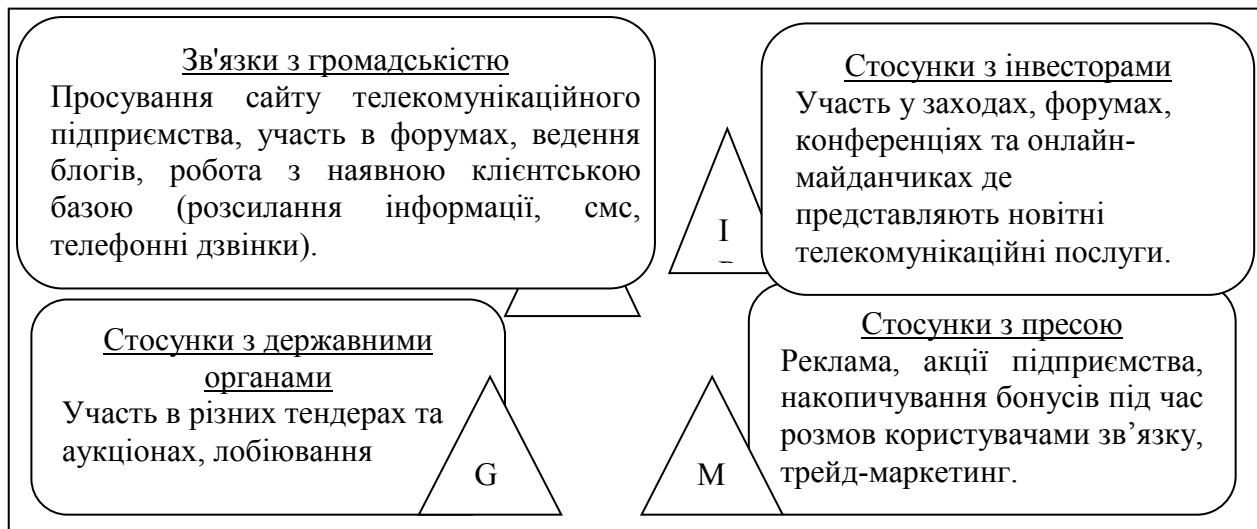 Зв'язки з громадськістю
Просування сайту телекомунікаційного
підприємства, участь в форумах, ведення
блогів, робота з наявною клієнтською
базою (розсилання інформації, смс,
телефонні дзвінки).
Стосунки з інвесторами
Участь у заходах, форумах,
конференціях та онлайн-
майданчиках де
представляють новітні
телекомунікаційні послуги.
I
Стосунки з державними
органами
Участь в різних тендерах та
аукціонах, лобіювання
G
Стосунки з пресою
Реклама, акції підприємства,
накопичування бонусів під час
розмов користувачами зв’язку,
трейд-маркетинг.
M